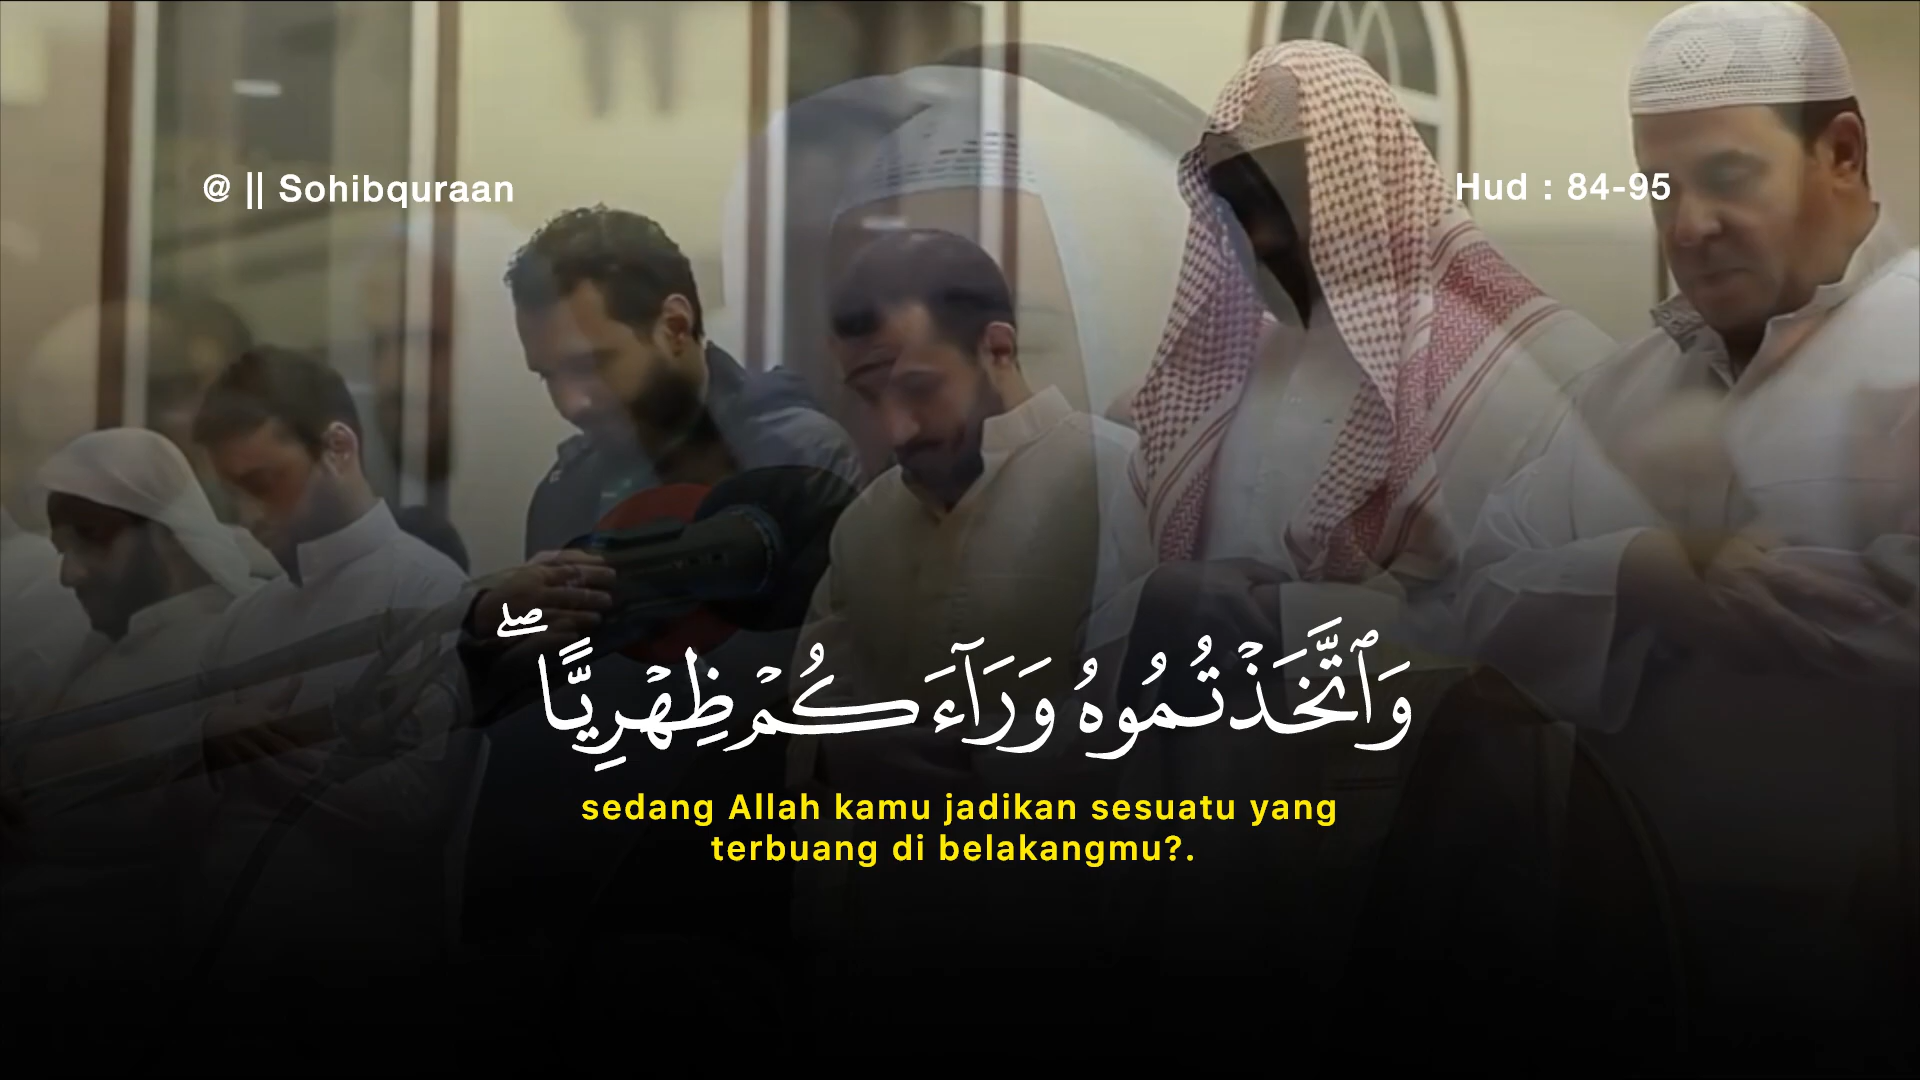 @ || Sohibquraan
Hud : 84-95
وَٱتَّخَذۡتُمُوهُ وَرَآءَكُمۡ ظِهۡرِيًّاۖ
sedang Allah kamu jadikan sesuatu yang
terbuang di belakangmu?.